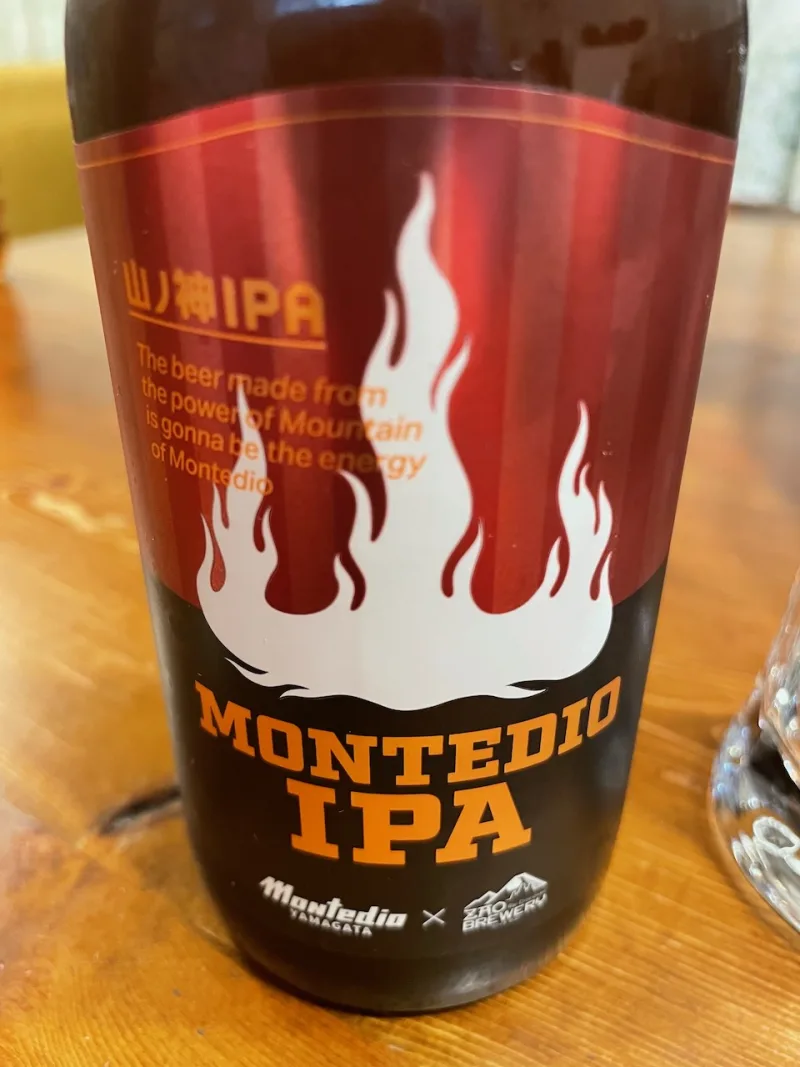 山ノ神IPA
The beer made from
the power of Mountain
is gonna be the energy
of Montedio
MONTEDIO
IPA
Montedio × ZAO
YAMAGATA BREWERY